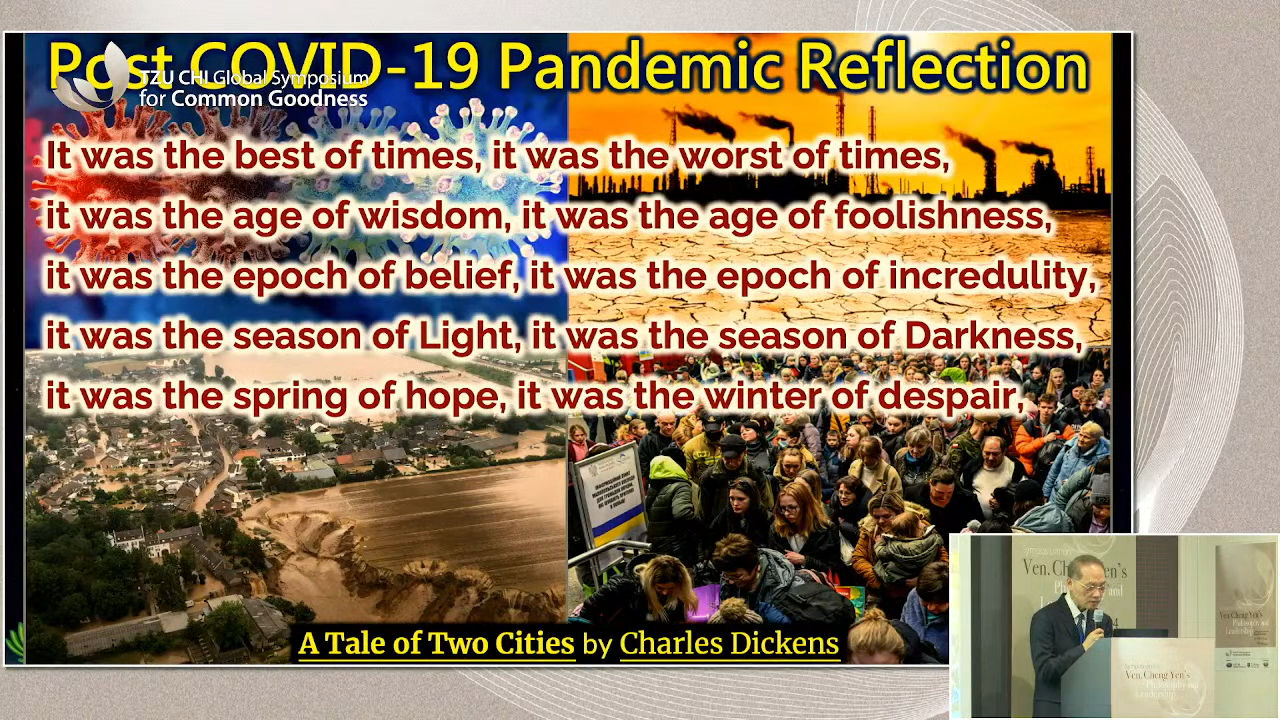 Post COVID-19 Pandemic Reflection
TZU CHI Global Symposium
for Common Goodness
It was the best of times, it was the worst of times,
it was the age of wisdom, it was the age of foolishness,
it was the epoch of belief, it was the epoch of incredulity,
it was the season of Light, it was the season of Darkness,
it was the spring of hope, it was the winter of despair,
A Tale of Two Cities by Charles Dickens
Ven. Cheng Yen's
Philosophy and
Leadership